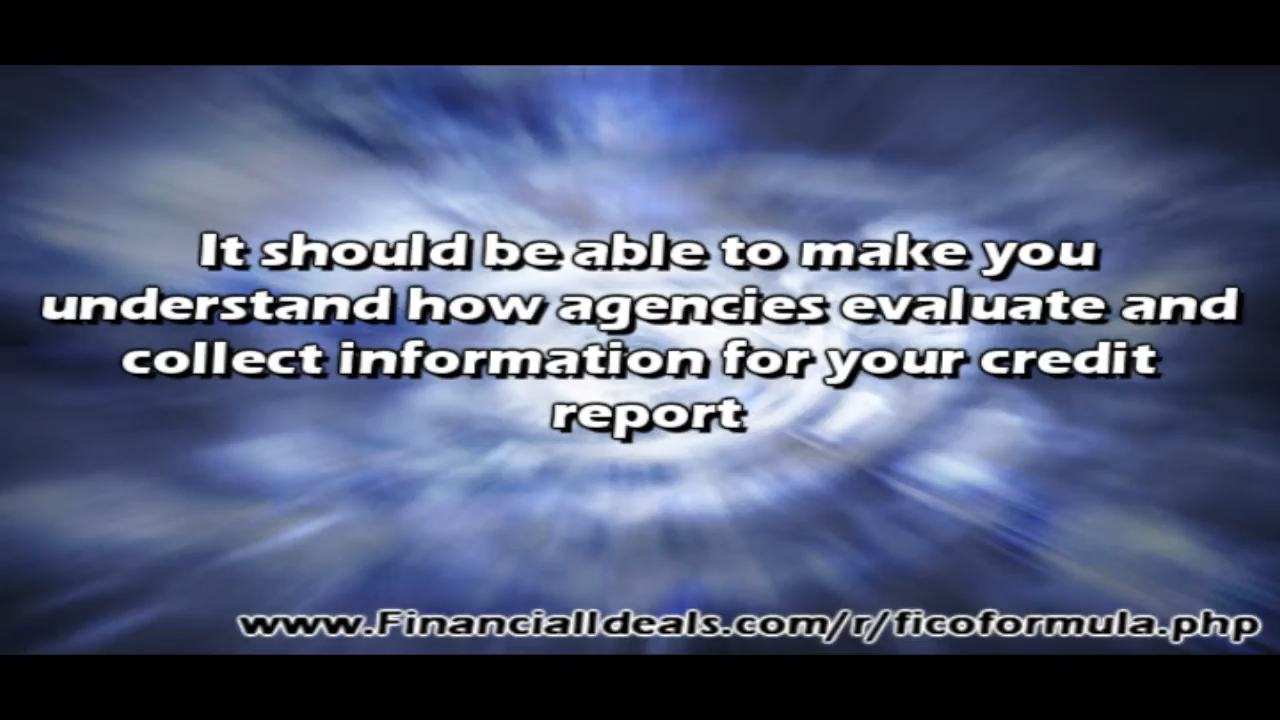 It should be able to make you
understand how agencies evaluate and
collect information for your credit
report
www.FinancialIdeals.com/r/ficoformula.php